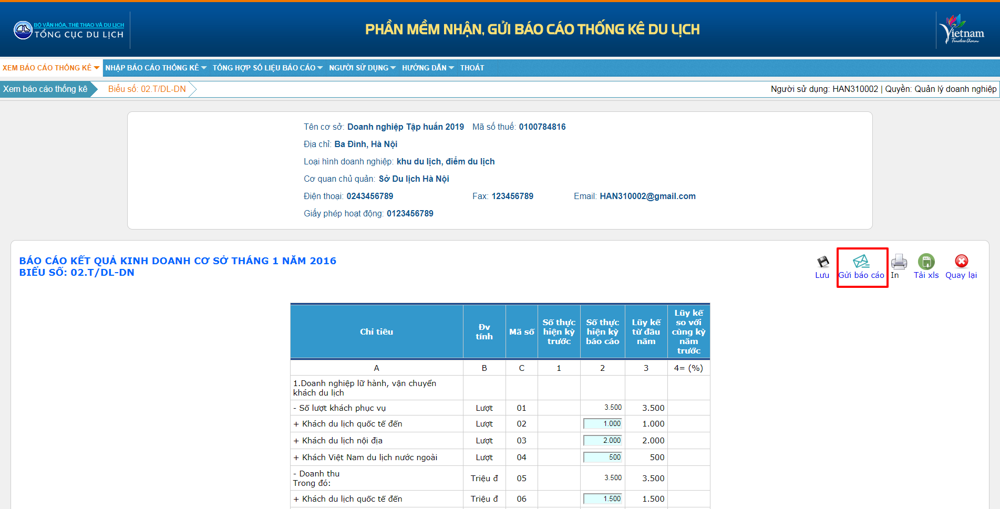 BỘ VĂN HÓA, THỂ THAO VÀ DU LỊCH
TỔNG CỤC DU LỊCH
PHẦN MỀM NHẬN, GỬI BÁO CÁO THỐNG KÊ DU LỊCH
Vietnam
Timeless Charm
XEM BÁO CÁO THỐNG KÊ NHẬP BÁO CÁO THỐNG KÊ TỔNG HỢP SỐ LIỆU BÁO CÁO NGƯỜI SỬ DỤNG HƯỚNG DẪN THOÁT
Xem báo cáo thống kê Biểu số: 02.T/DL-DN Người sử dụng: HAN310002 | Quyền: Quản lý doanh nghiệp
Tên cơ sở: Doanh nghiệp Tập huấn 2019 Mã số thuế: 0100784816
Địa chỉ: Ba Đình, Hà Nội
Loại hình doanh nghiệp: khu du lịch, điểm du lịch
Cơ quan chủ quản: Sở Du lịch Hà Nội
Điện thoại: 0243456789 Fax: 123456789 Email: HAN310002@gmail.com
Giấy phép hoạt động: 0123456789
BÁO CÁO KẾT QUẢ KINH DOANH CƠ SỞ THÁNG 1 NĂM 2016
BIỂU SỐ: 02.T/DL-DN
Lưu Gửi báo cáo In Tải xls Quay lại
Chỉ tiêu
Đv
tính
Mã số
Số thực
hiện kỳ
trước
Số thực
hiện kỳ
báo cáo
Lũy kế
từ đầu
năm
Lũy kế
so với
cùng kỳ
năm
trước
A B C 1 2 3 4= (%)
1.Doanh nghiệp lữ hành, vận chuyển
khách du lịch
- Số lượt khách phục vụ Lượt 01 3.500 3.500
+ Khách du lịch quốc tế đến Lượt 02 1.000 1.000
+ Khách du lịch nội địa Lượt 03 2.000 2.000
+ Khách Việt Nam du lịch nước ngoài Lượt 04 500 500
- Doanh thu
Trong đó: Triệu đ 05 3.500 3.500
+ Khách du lịch quốc tế đến Triệu đ 06 1.500 1.500